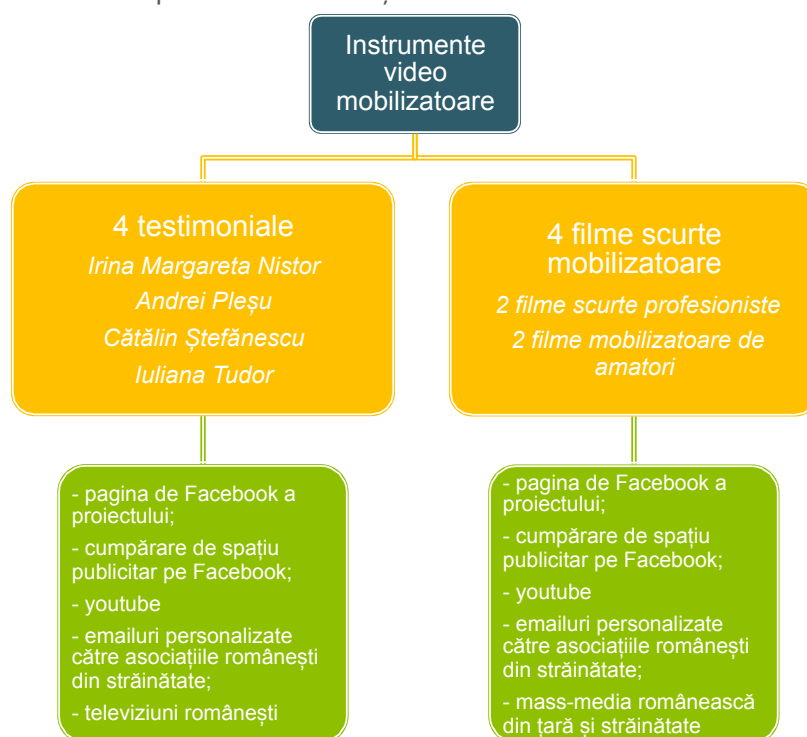 Instrumente
video
mobilizatoare
4 testimoniale
Irina Margareta Nistor
Andrei Pleșu
Cătălin Ștefănescu
Iuliana Tudor
4 filme scurte
mobilizatoare
2 filme scurte profesioniste
2 filme mobilizatoare de
amatori
- pagina de Facebook a
proiectului;
- cumpărare de spațiu
publicitar pe Facebook;
- youtube
- emailuri personalizate
către asociațiile românești
din străinătate;
- televiziuni românești
- pagina de Facebook a
proiectului;
- cumpărare de spațiu
publicitar pe Facebook;
- youtube
- emailuri personalizate
către asociațiile românești
din străinătate;
- mass-media românească
din țară și străinătate